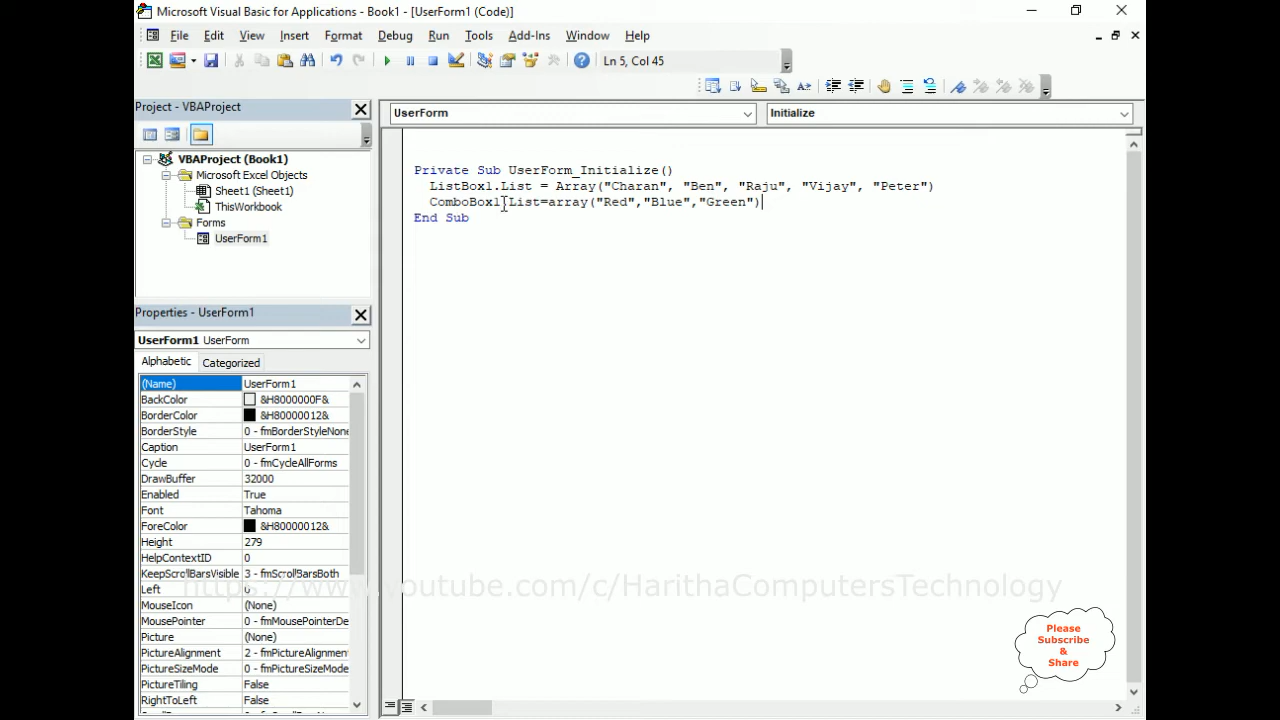 Microsoft Visual Basic for Applications - Book1 - [UserForm1 (Code)]
File Edit View Insert Format Debug Run Tools Add-Ins Window Help
Ln 5, Col 45
Project - VBAProject
UserForm
Initialize
VBAProject (Book1)
Microsoft Excel Objects
Sheet1 (Sheet1)
ThisWorkbook
Forms
UserForm1
Private Sub UserForm_Initialize()
ListBox1.List = Array("Charan", "Ben", "Raju", "Vijay", "Peter")
ComboBox1.List=array("Red","Blue","Green")
End Sub
Properties - UserForm1
UserForm1 UserForm
Alphabetic Categorized
(Name) UserForm1
BackColor &H8000000F&
BorderColor &H80000012&
BorderStyle 0 - fmBorderStyleNone
Caption UserForm1
Cycle 0 - fmCycleAllForms
DrawBuffer 32000
Enabled True
Font Tahoma
ForeColor &H80000012&
Height 279
HelpContextID 0
KeepScrollBarsVisible 3 - fmScrollBarsBoth
Left 0
MouseIcon (None)
MousePointer 0 - fmMousePointerDe
Picture (None)
PictureAlignment 2 - fmPictureAlignment
PictureSizeMode 0 - fmPictureSizeMode
PictureTiling False
RightToLeft False
https://www.youtube.com/c/HarithaComputersTechnology
Please
Subscribe
&
Share